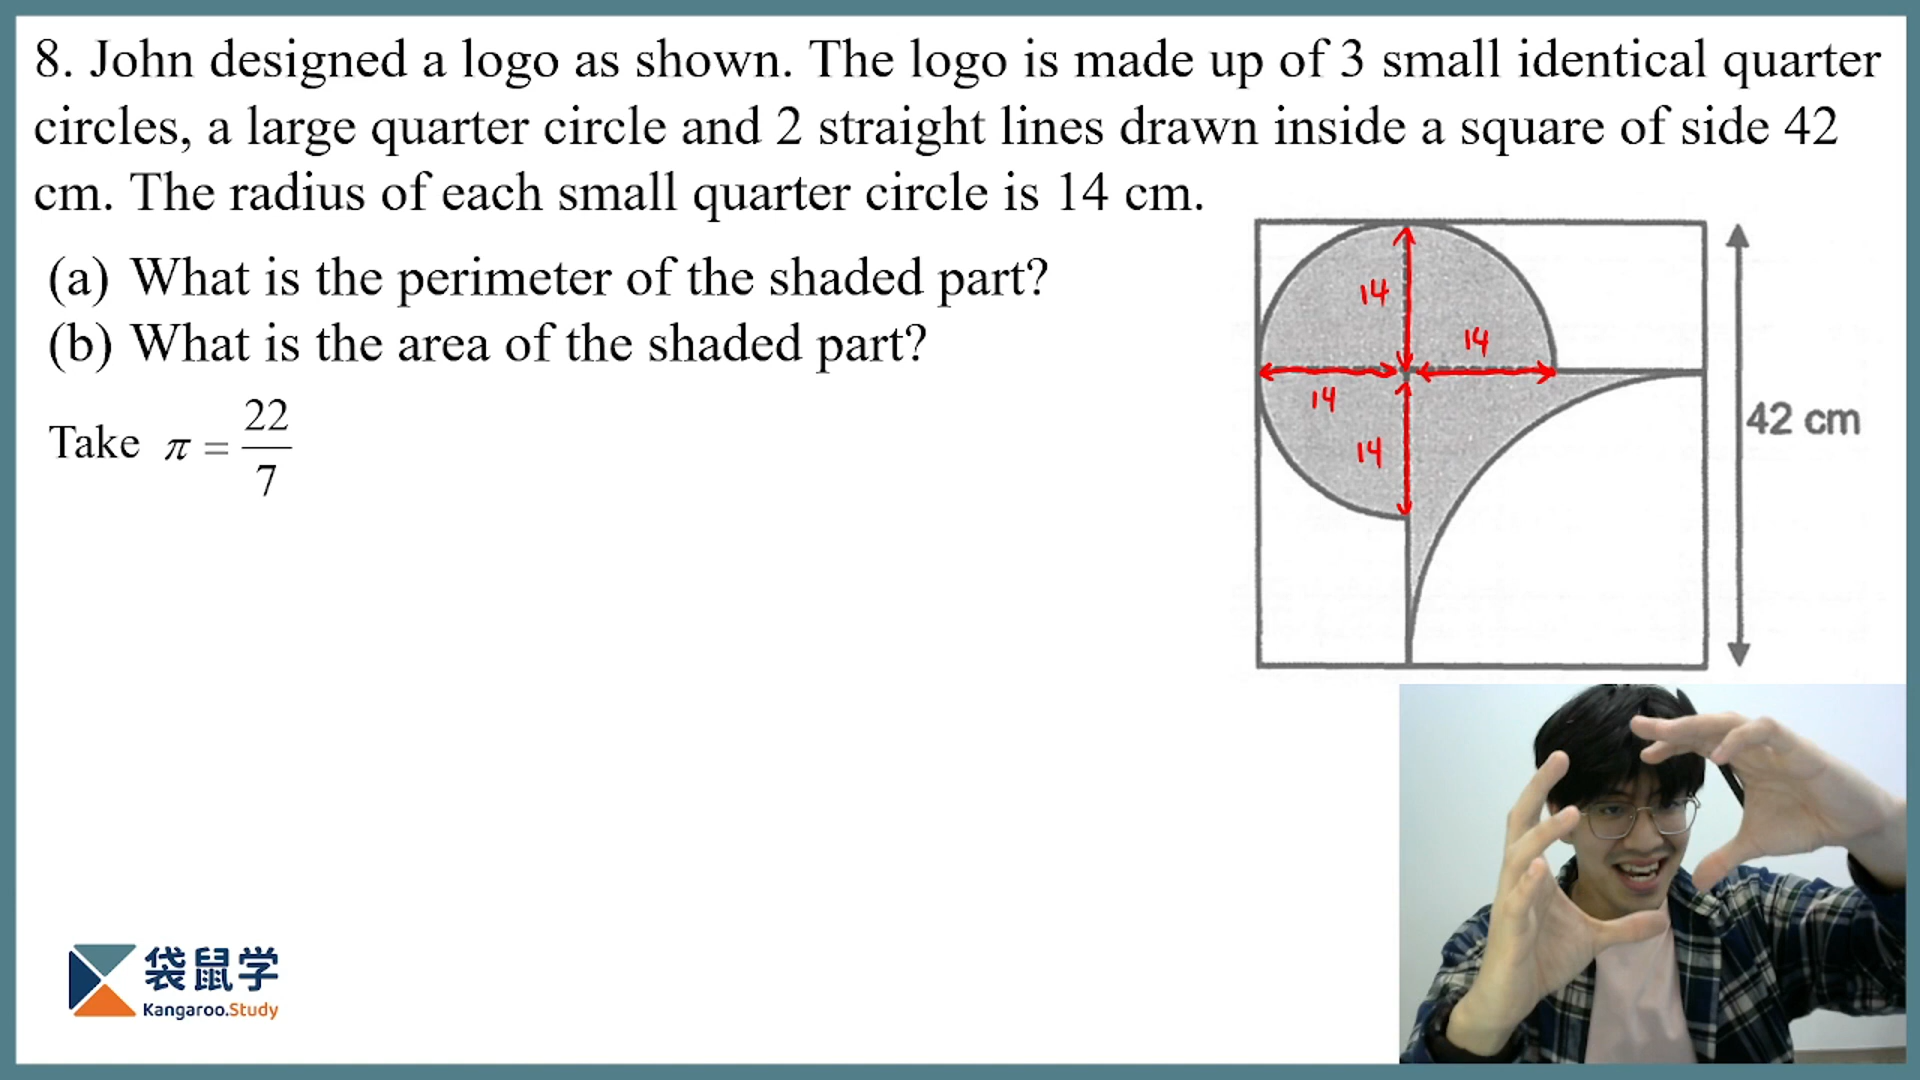 8. John designed a logo as shown. The logo is made up of 3 small identical quarter
circles, a large quarter circle and 2 straight lines drawn inside a square of side 42
cm. The radius of each small quarter circle is 14 cm.
(a) What is the perimeter of the shaded part?
(b) What is the area of the shaded part?
Take π = 22/7
14
14
14
14
42 cm
袋鼠学
Kangaroo.Study